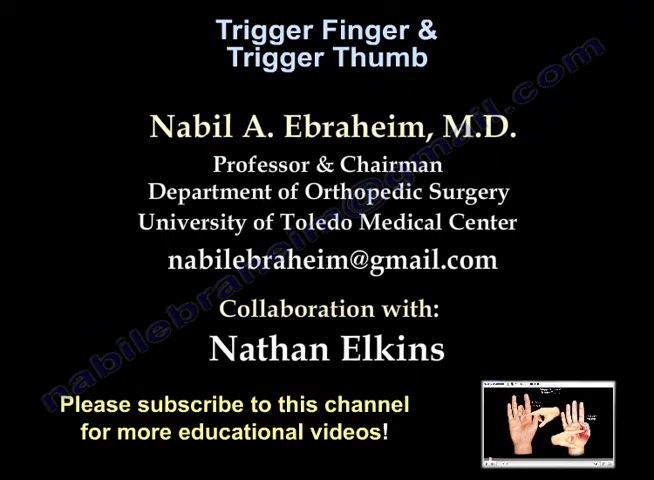 Trigger Finger &
Trigger Thumb
Nabil A. Ebraheim, M.D.
Professor & Chairman
Department of Orthopedic Surgery
University of Toledo Medical Center
nabilebraheim@gmail.com
Collaboration with:
Nathan Elkins
Please subscribe to this channel
for more educational videos!
nabilebraheim@gmail.com